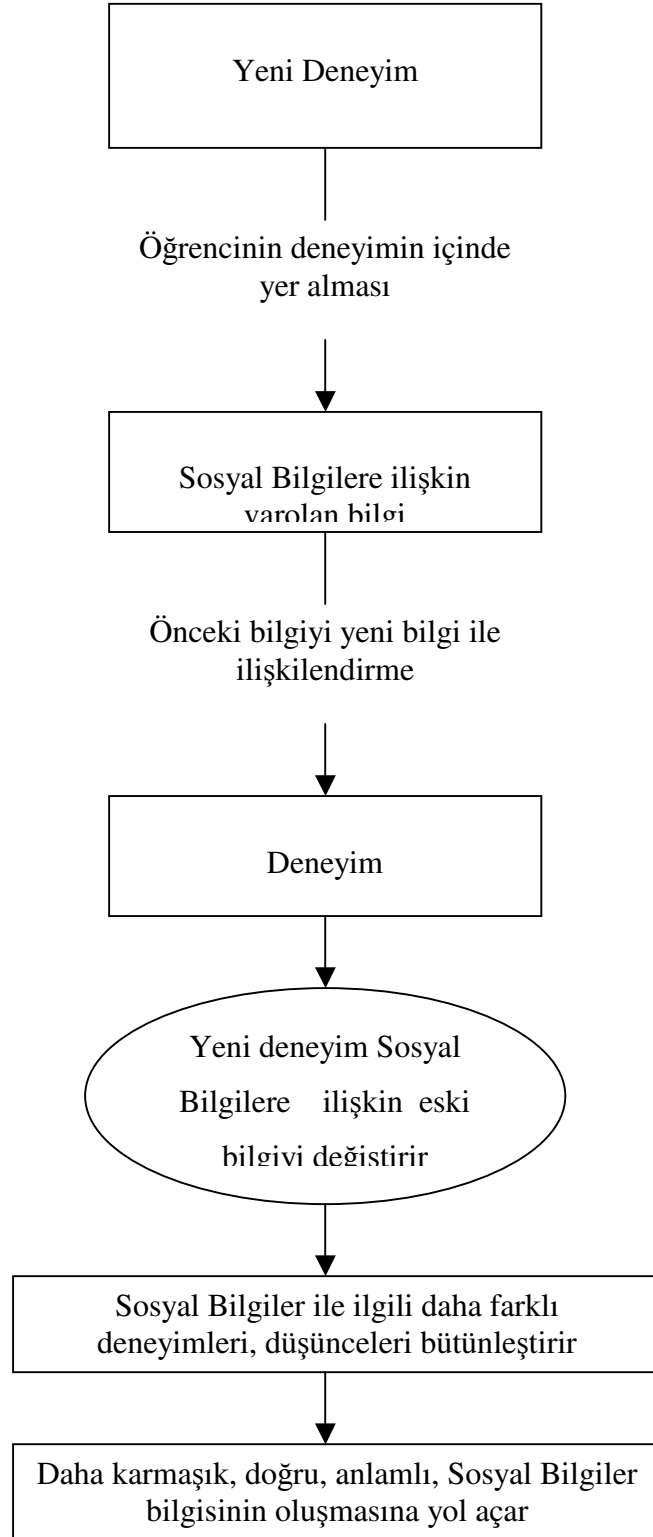 Yeni Deneyim
Öğrencinin deneyimin içinde
yer alması
Sosyal Bilgilere ilişkin
varolan bilgi
Önceki bilgiyi yeni bilgi ile
ilişkilendirme
Deneyim
Yeni deneyim Sosyal
Bilgilere ilişkin eski
bilgiyi değiştirir
Sosyal Bilgiler ile ilgili daha farklı
deneyimleri, düşünceleri bütünleştirir
Daha karmaşık, doğru, anlamlı, Sosyal Bilgiler
bilgisinin oluşmasına yol açar